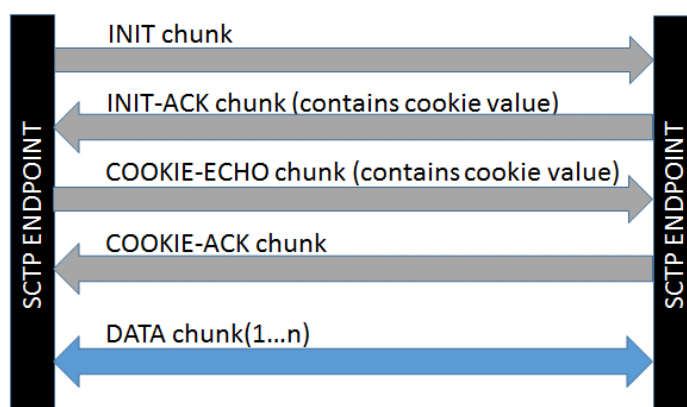 SCTP ENDPOINT
INIT chunk
INIT-ACK chunk (contains cookie value)
COOKIE-ECHO chunk (contains cookie value)
COOKIE-ACK chunk
DATA chunk(1...n)
SCTP ENDPOINT